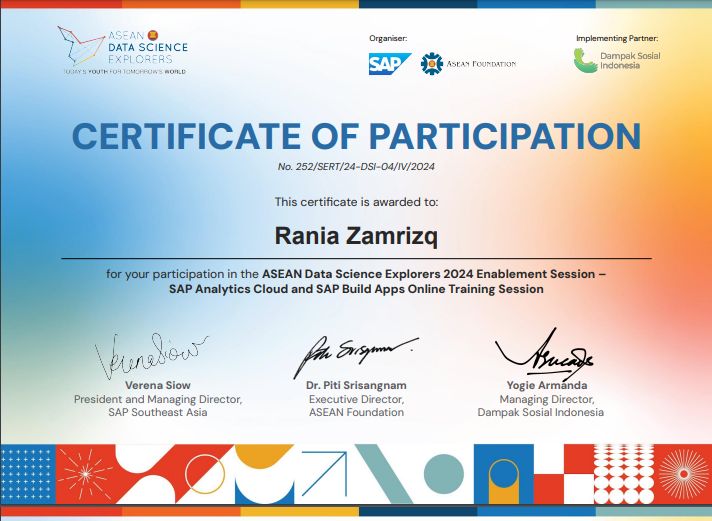 ASEAN
DATA SCIENCE
EXPLORERS
TODAY'S YOUTH FOR TOMORROW'S WORLD
Organiser:
SAP
ASEAN FOUNDATION
Implementing Partner:
Dampak Sosial
Indonesia
CERTIFICATE OF PARTICIPATION
No. 252/SERT/24-DSI-04/IV/2024
This certificate is awarded to:
Rania Zamrizq
for your participation in the ASEAN Data Science Explorers 2024 Enablement Session –
SAP Analytics Cloud and SAP Build Apps Online Training Session
Verena Siow
President and Managing Director,
SAP Southeast Asia
Dr. Piti Srisangnam
Executive Director,
ASEAN Foundation
Yogie Armanda
Managing Director,
Dampak Sosial Indonesia